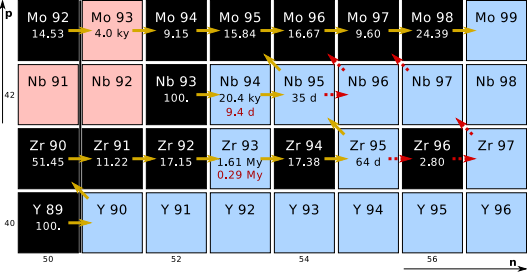 p
Mo 92 Mo 93 Mo 94 Mo 95 Mo 96 Mo 97 Mo 98 Mo 99
14.53 4.0 ky 9.15 15.84 16.67 9.60 24.39
42
Nb 91 Nb 92 Nb 93 Nb 94 Nb 95 Nb 96 Nb 97 Nb 98
100. 20.4 ky 35 d
9.4 d
Zr 90 Zr 91 Zr 92 Zr 93 Zr 94 Zr 95 Zr 96 Zr 97
51.45 11.22 17.15 1.61 My 17.38 64 d 2.80
0.29 My
40
Y 89 Y 90 Y 91 Y 92 Y 93 Y 94 Y 95 Y 96
100.
50 52 54 56 n